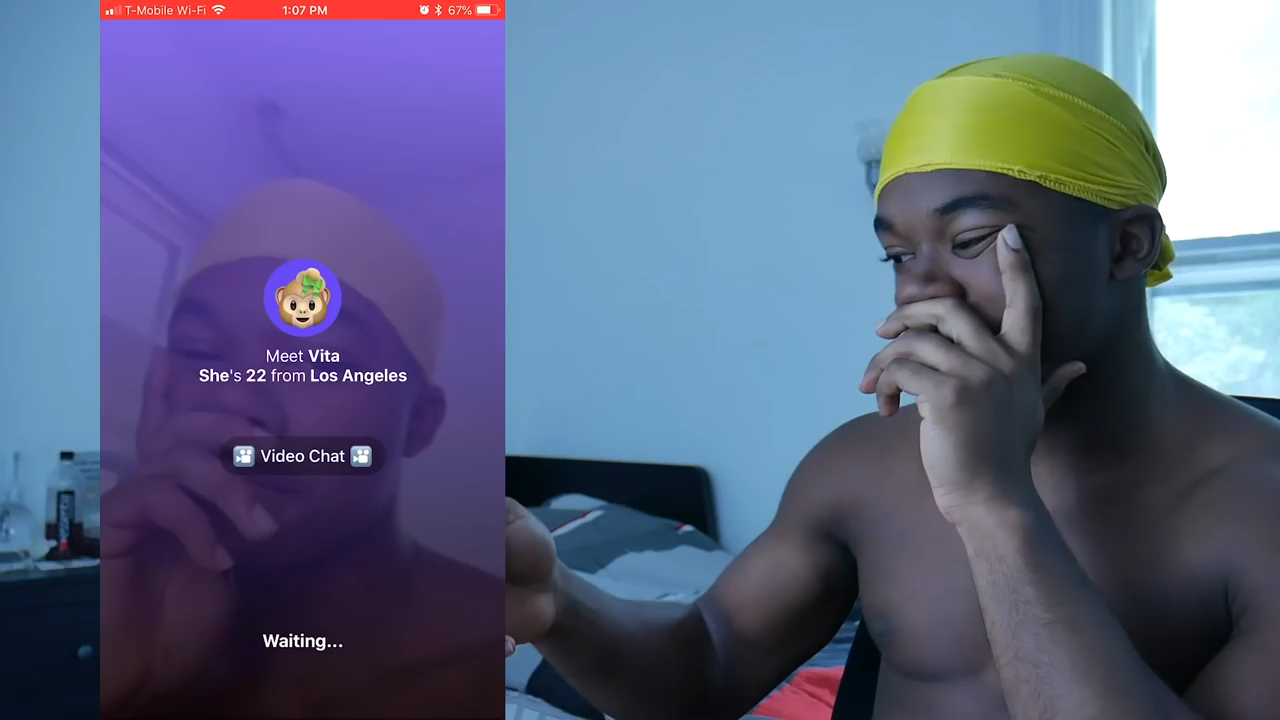 T-Mobile Wi-Fi 1:07 PM 67%
Meet Vita
She's 22 from Los Angeles
Video Chat
Waiting...